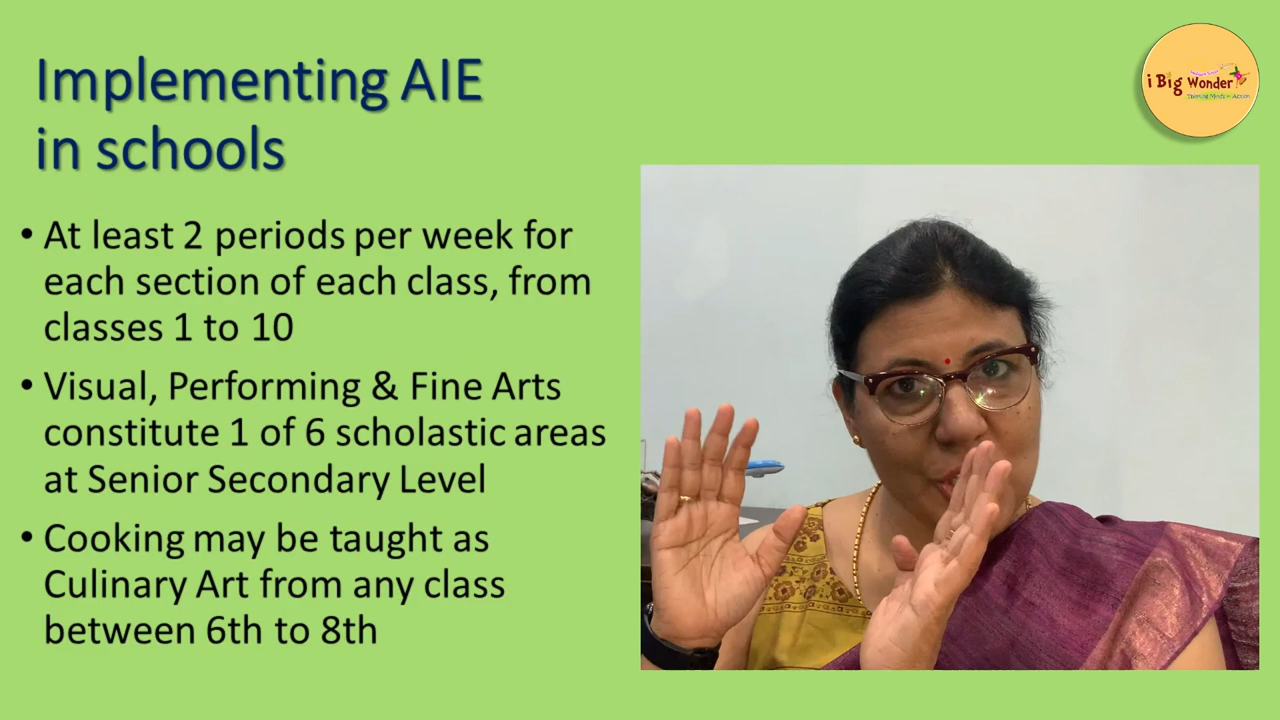 Implementing AIE
in schools
i Big Wonder
• At least 2 periods per week for
each section of each class, from
classes 1 to 10
• Visual, Performing & Fine Arts
constitute 1 of 6 scholastic areas
at Senior Secondary Level
• Cooking may be taught as
Culinary Art from any class
between 6th to 8th